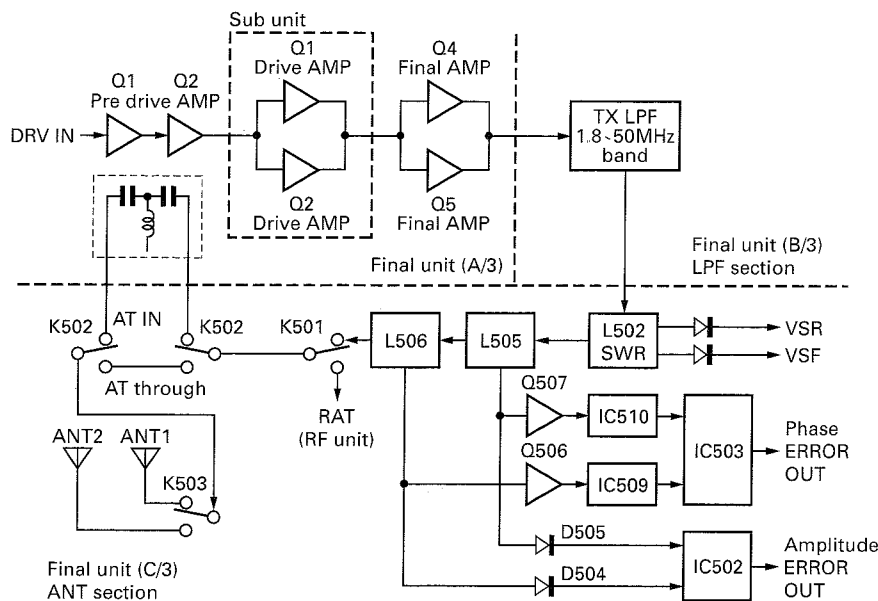 Sub unit
Q1
Drive AMP
Q4
Final AMP
Q1
Pre drive AMP
Q2
DRV IN
TX LPF
1.8~50MHz
band
Q2
Drive AMP
Q5
Final AMP
Final unit (A/3)
Final unit (B/3)
LPF section
K502
AT IN
K502
K501
L506
L505
L502
SWR
VSR
VSF
AT through
RAT
(RF unit)
Q507
IC510
IC503
Phase
ERROR
OUT
Q506
IC509
ANT2
ANT1
K503
D505
D504
IC502
Amplitude
ERROR
OUT
Final unit (C/3)
ANT section